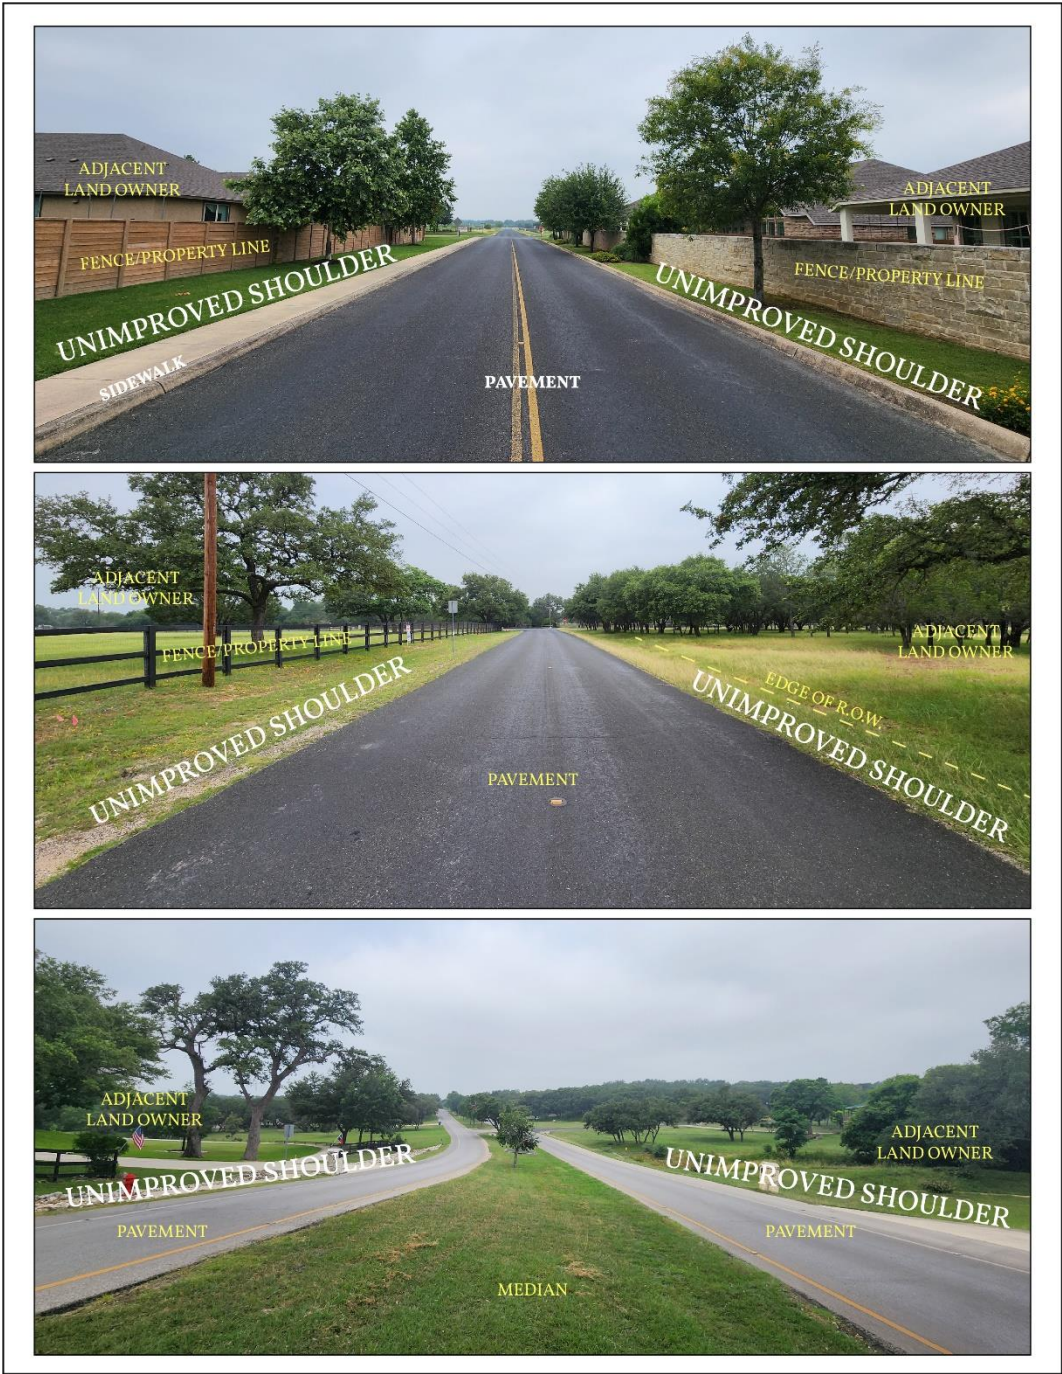 ADJACENT
LAND OWNER
ADJACENT
LAND OWNER
FENCE/PROPERTY LINE
FENCE/PROPERTY LINE
UNIMPROVED SHOULDER
UNIMPROVED SHOULDER
SIDEWALK
PAVEMENT
ADJACENT
LAND OWNER
ADJACENT
LAND OWNER
FENCE/PROPERTY LINE
EDGE OF R.O.W.
UNIMPROVED SHOULDER
UNIMPROVED SHOULDER
PAVEMENT
ADJACENT
LAND OWNER
ADJACENT
LAND OWNER
UNIMPROVED SHOULDER
UNIMPROVED SHOULDER
PAVEMENT
PAVEMENT
MEDIAN